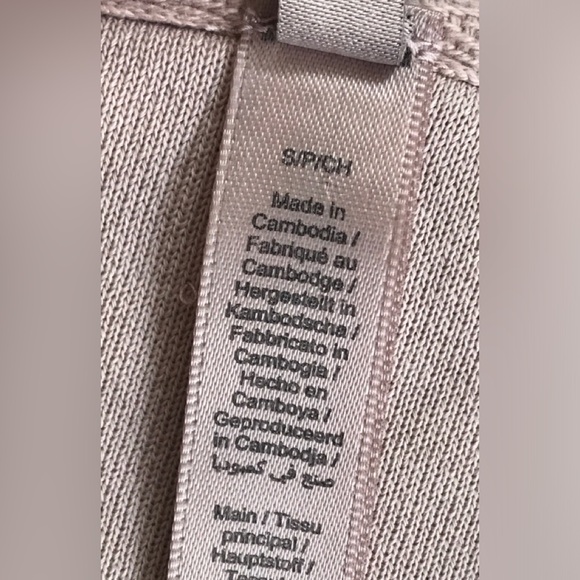 S/P/CH
Made in
Cambodia /
Fabriqué au
Cambodge /
Hergestellt in
Kambodscha /
Fabbricato in
Cambogia /
Hecho en
Camboya /
Geproduceerd
in Cambodja /
صنع في كمبوديا
Main / Tissu
principal /
Hauptstoff /